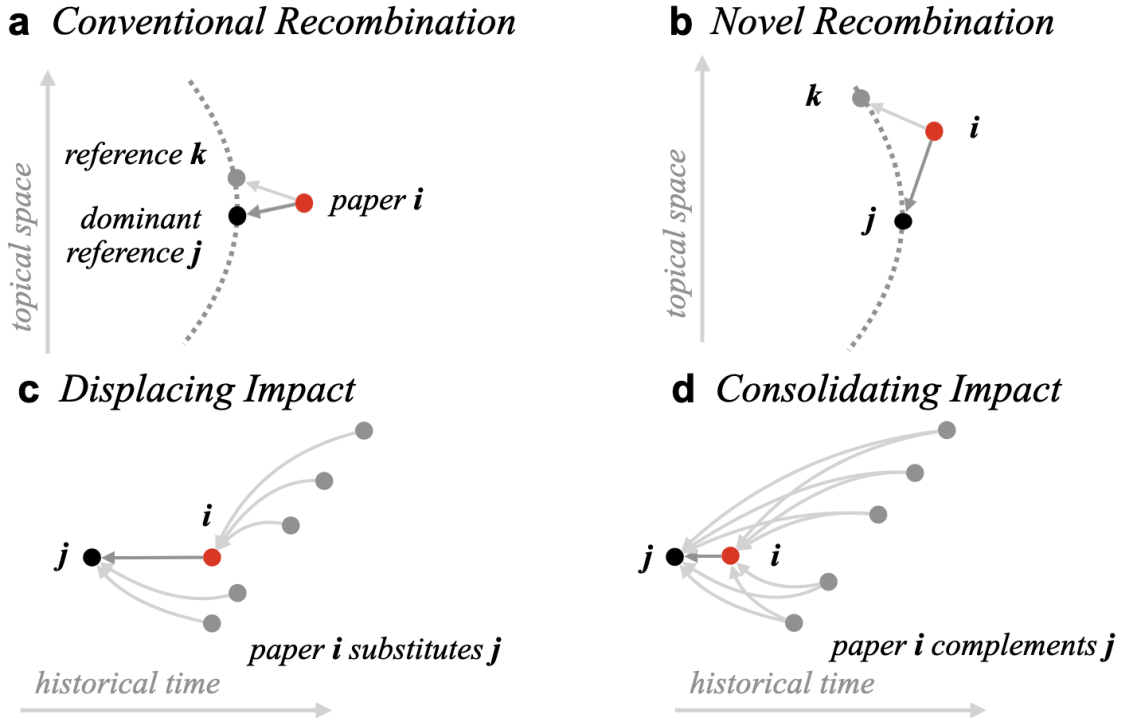 a Conventional Recombination
topical space
reference k
dominant
reference j
paper i
b Novel Recombination
topical space
k
i
j
c Displacing Impact
i
j
paper i substitutes j
historical time
d Consolidating Impact
j
i
paper i complements j
historical time